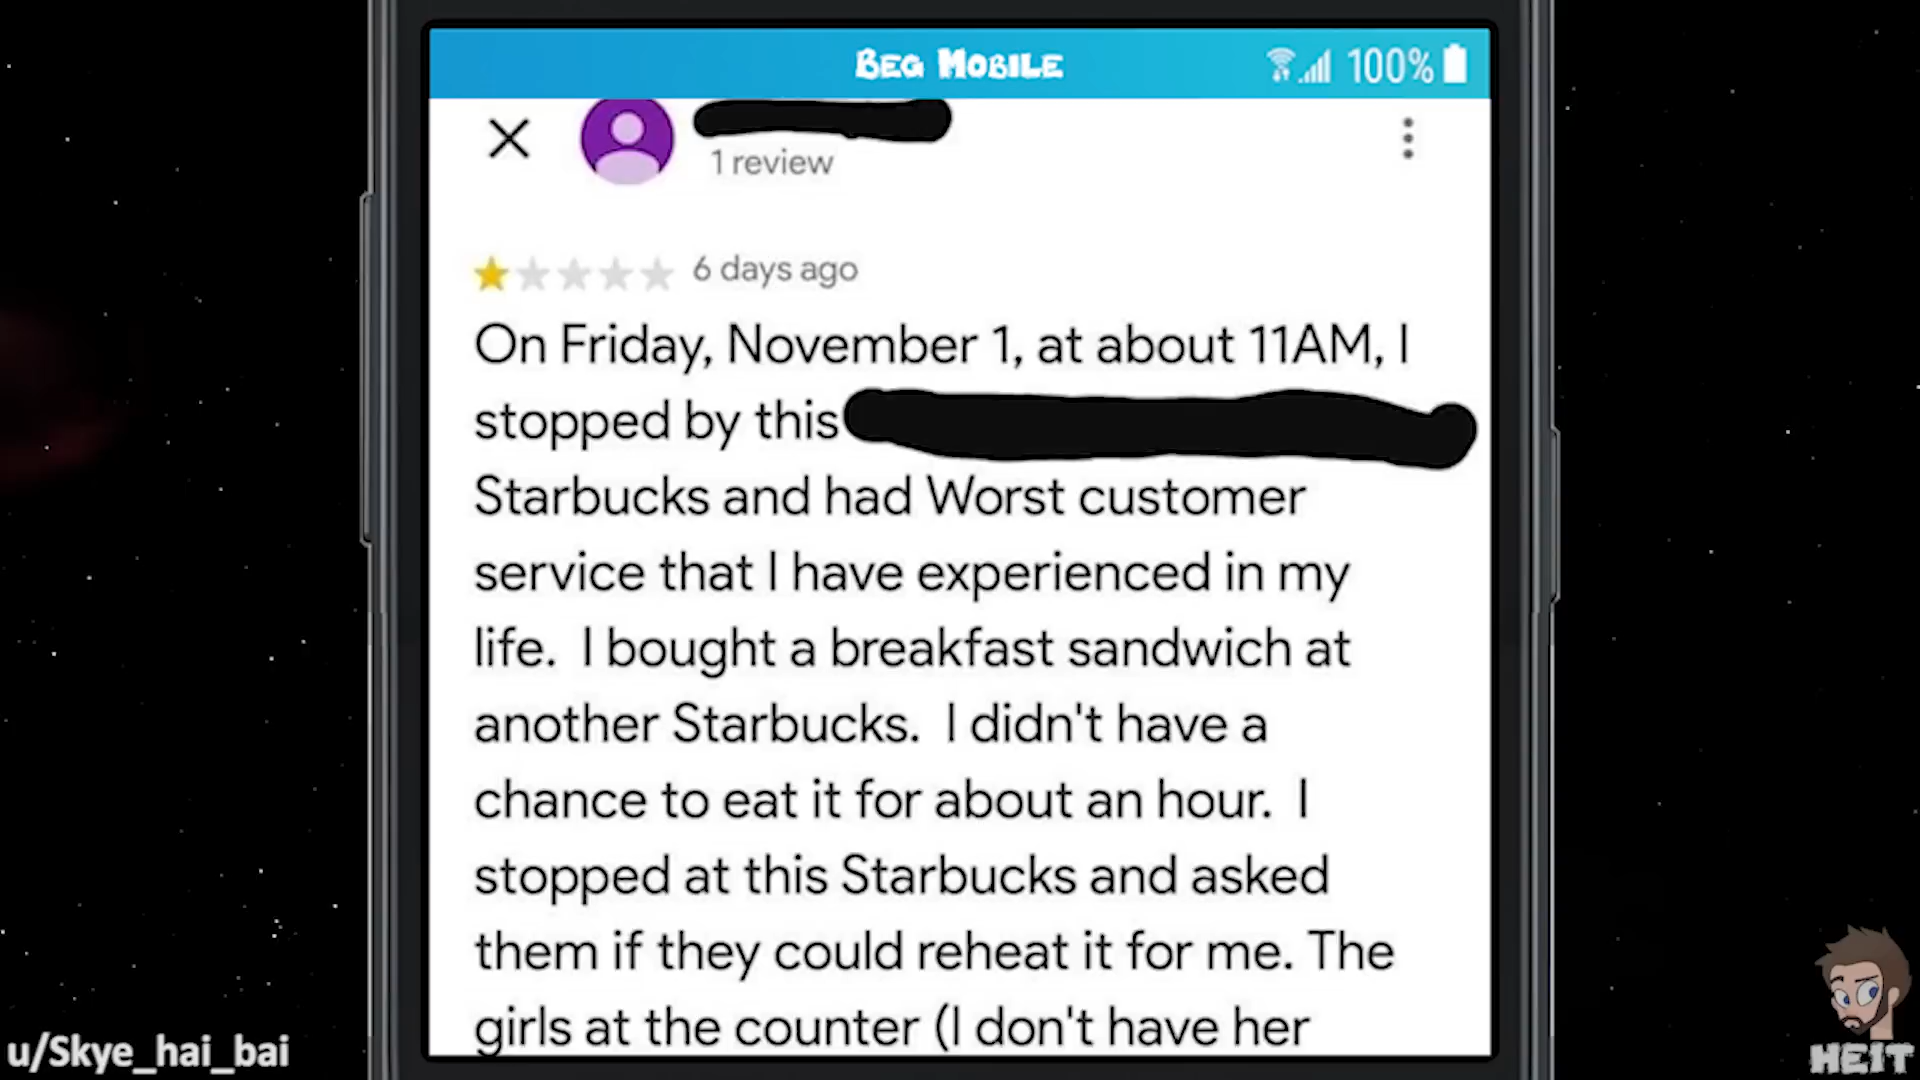 BEG MOBILE
100%
1 review
6 days ago
On Friday, November 1, at about 11AM, I
stopped by this
Starbucks and had Worst customer
service that I have experienced in my
life. I bought a breakfast sandwich at
another Starbucks. I didn't have a
chance to eat it for about an hour. I
stopped at this Starbucks and asked
them if they could reheat it for me. The
girls at the counter (I don't have her
u/Skye_hai_bai
HEIT